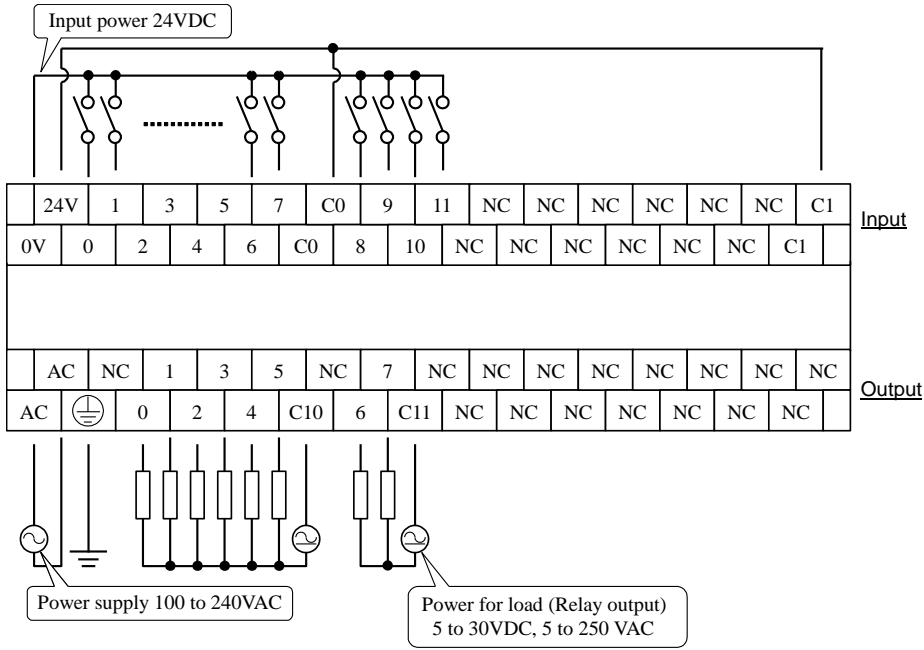 Input power 24VDC
24V 1 3 5 7 C0 9 11 NC NC NC NC NC NC C1
Input
0V 0 2 4 6 C0 8 10 NC NC NC NC NC NC C1
AC NC 1 3 5 NC 7 NC NC NC NC NC NC NC NC
Output
AC 0 2 4 C10 6 C11 NC NC NC NC NC NC NC
Power supply 100 to 240VAC
Power for load (Relay output)
5 to 30VDC, 5 to 250 VAC